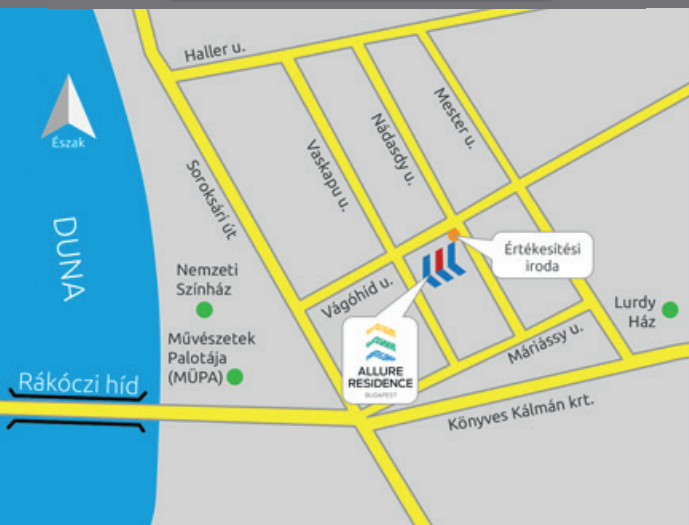 Haller u.
Észak
Mester u.
Nádasdy u.
Vaskapu u.
Soroksári út
DUNA
Értékesítési
iroda
Nemzeti
Színház
Vágóhíd u.
Lurdy
Ház
Művészetek
Palotája
(MÜPA)
Máriássy u.
ALLURE
RESIDENCE
BUDAPEST
Rákóczi híd
Könyves Kálmán krt.